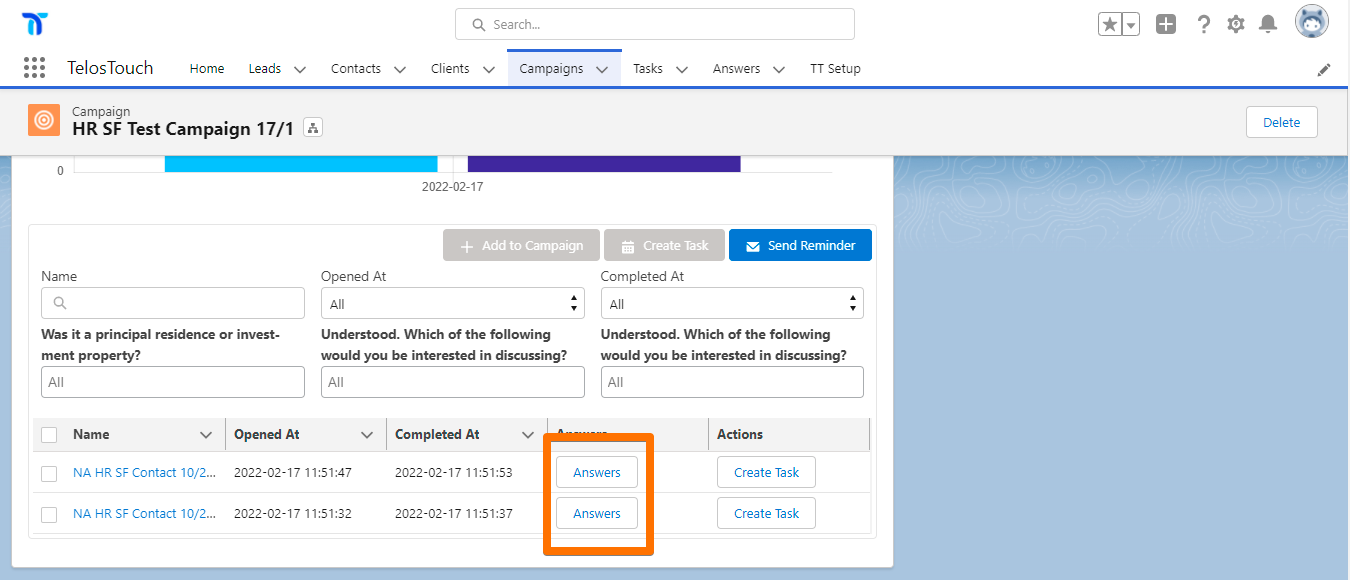 Search...
TelosTouch
Home
Leads
Contacts
Clients
Campaigns
Tasks
Answers
TT Setup
Campaign
HR SF Test Campaign 17/1
Delete
0
2022-02-17
Add to Campaign
Create Task
Send Reminder
Name
Opened At
Completed At
All
All
Was it a principal residence or invest-
ment property?
Understood. Which of the following
would you be interested in discussing?
Understood. Which of the following
would you be interested in discussing?
All
All
All
Name
Opened At
Completed At
Answers
Actions
NA HR SF Contact 10/2...
2022-02-17 11:51:47
2022-02-17 11:51:53
Answers
Create Task
NA HR SF Contact 10/2...
2022-02-17 11:51:32
2022-02-17 11:51:37
Answers
Create Task